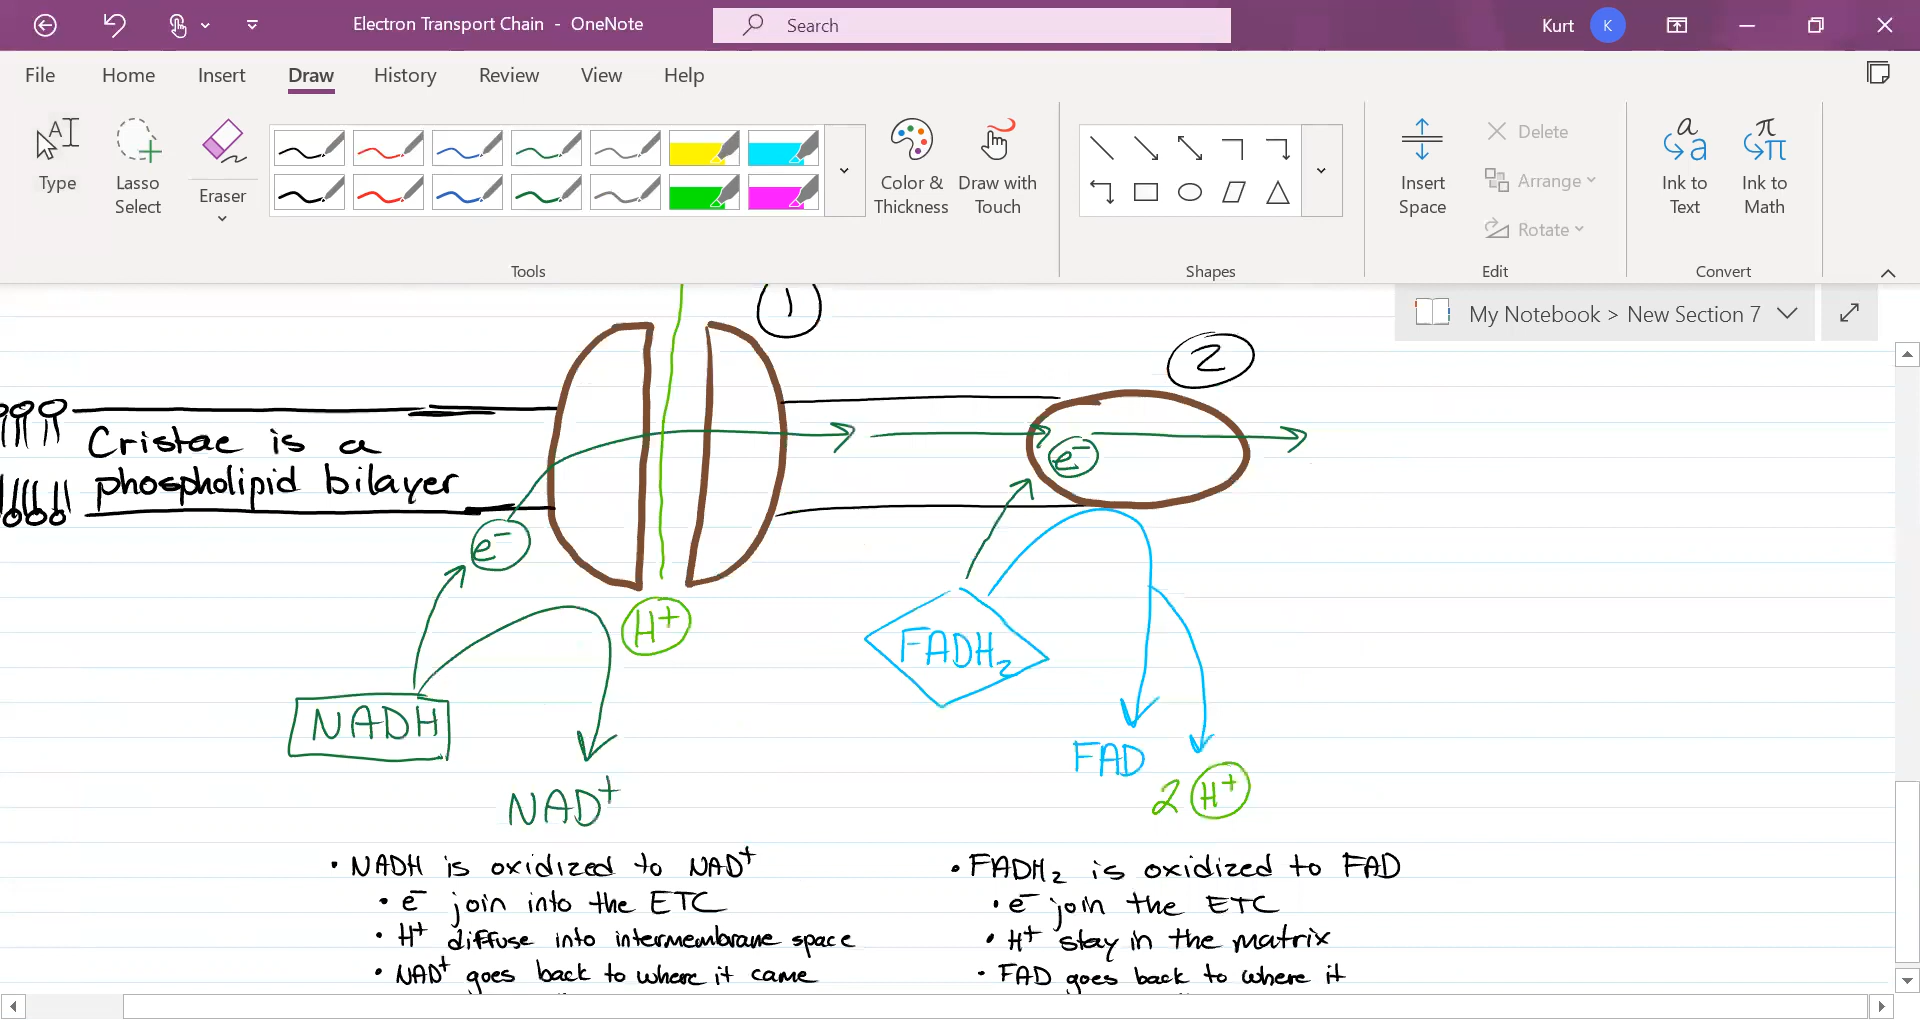 Electron Transport Chain - OneNote
Search
Kurt
K
File
Home
Insert
Draw
History
Review
View
Help
Type
Lasso
Select
Eraser
Color &
Thickness
Draw with
Touch
Tools
Shapes
Insert
Space
Delete
Arrange
Rotate
Edit
Ink to
Text
Ink to
Math
Convert
My Notebook > New Section 7
1
2
Cristae is a
phospholipid bilayer
e⁻
e⁻
H⁺
NADH
NAD⁺
FADH₂
FAD
2 H⁺
• NADH is oxidized to NAD⁺
• e⁻ join into the ETC
• H⁺ diffuse into intermembrane space
• NAD⁺ goes back to where it came
• FADH₂ is oxidized to FAD
• e⁻ join the ETC
• H⁺ stay in the matrix
• FAD goes back to where it